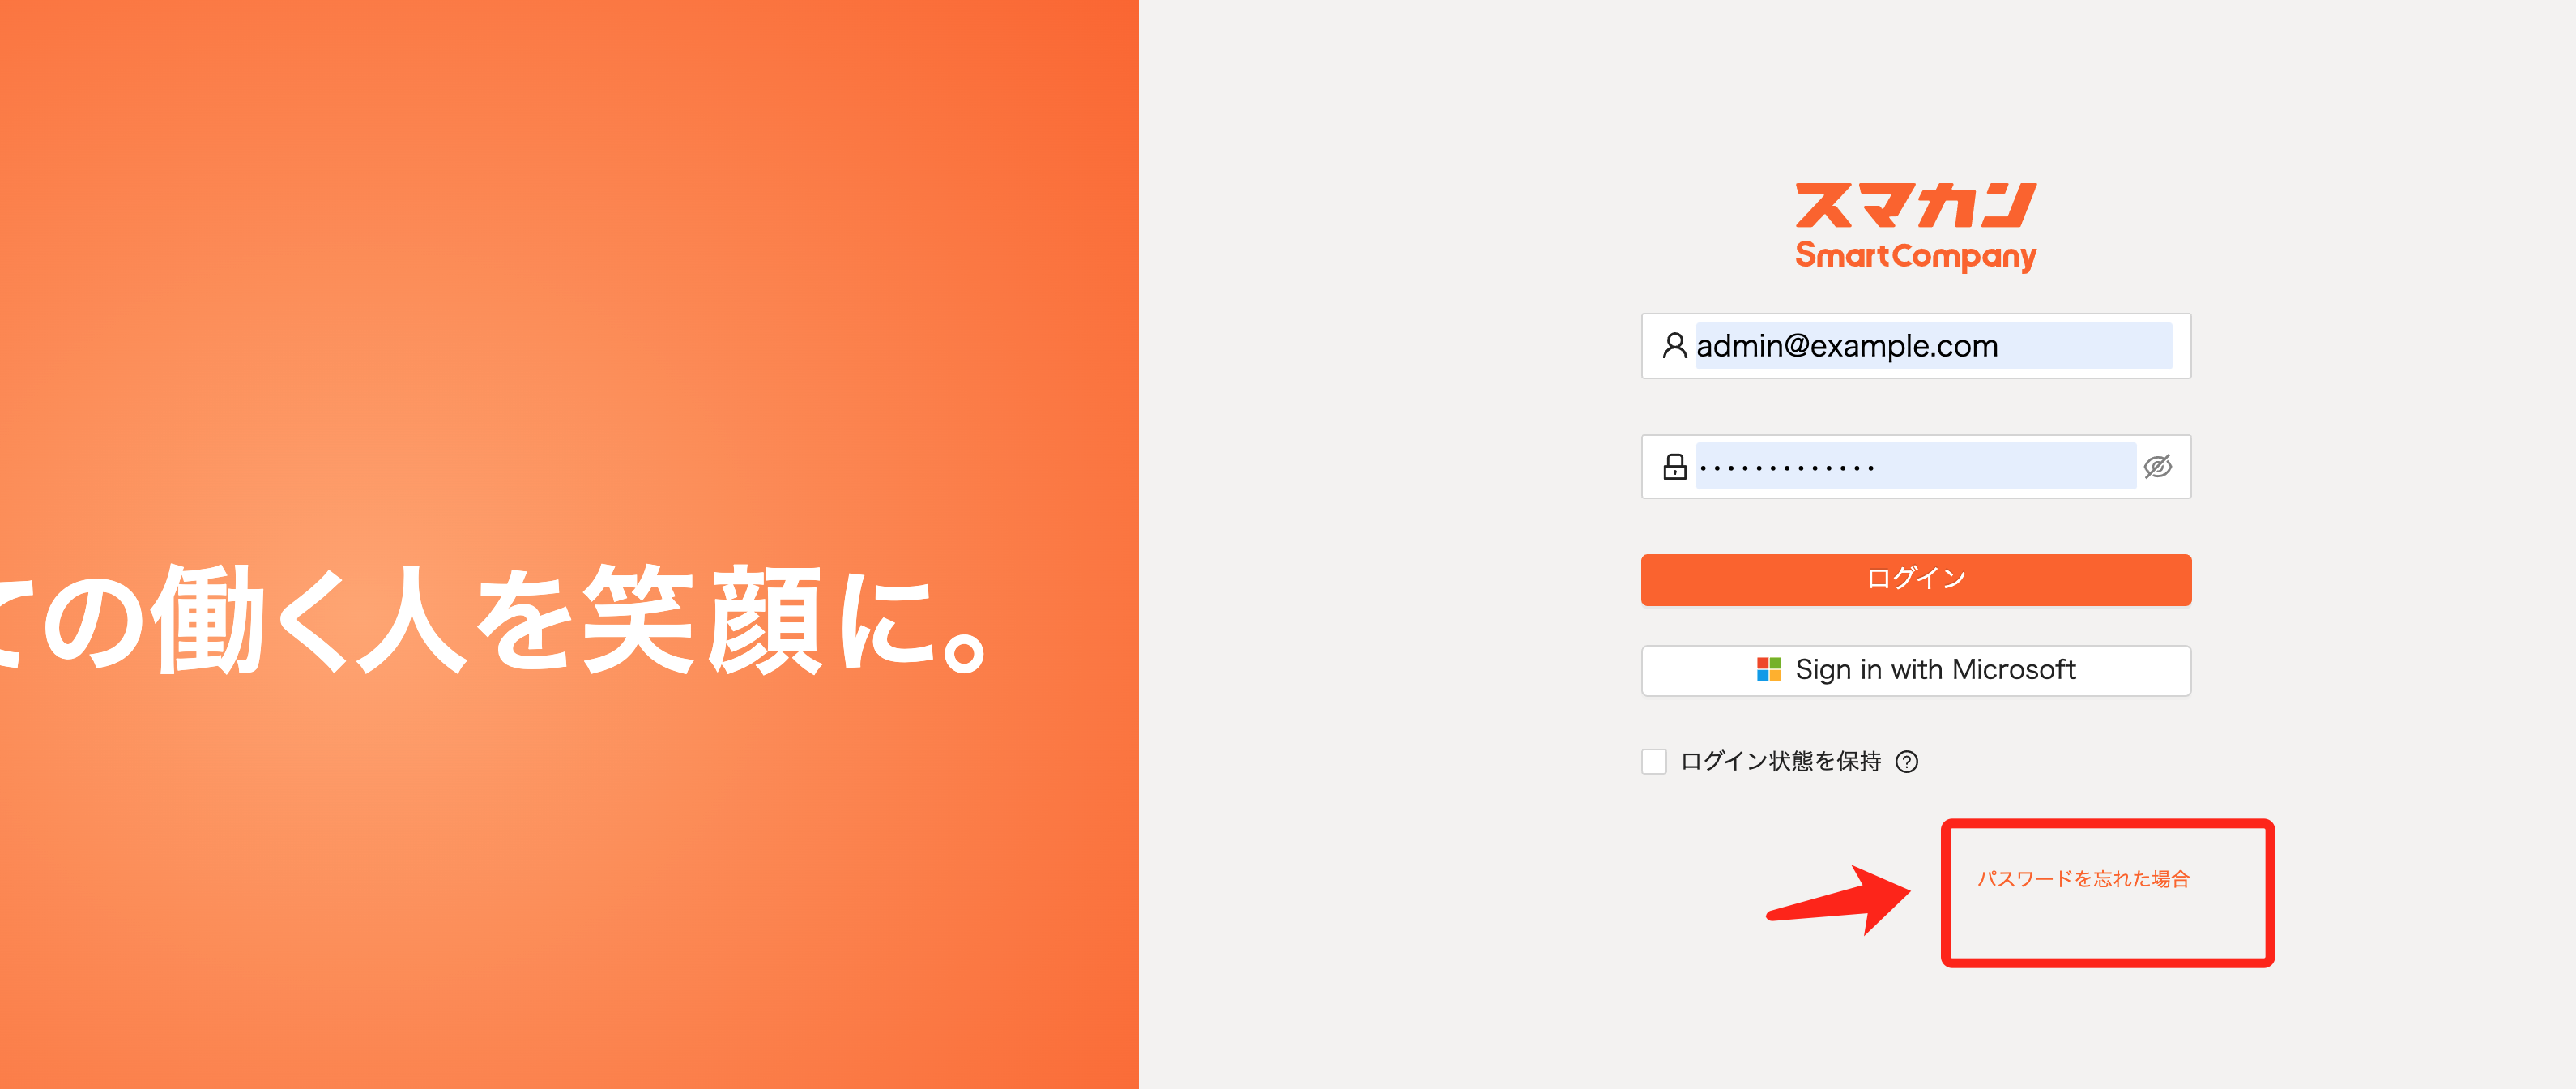 ての働く人を笑顔に。
スマカン
SmartCompany
admin@example.com
•••••••••••••
ログイン
Sign in with Microsoft
ログイン状態を保持
パスワードを忘れた場合